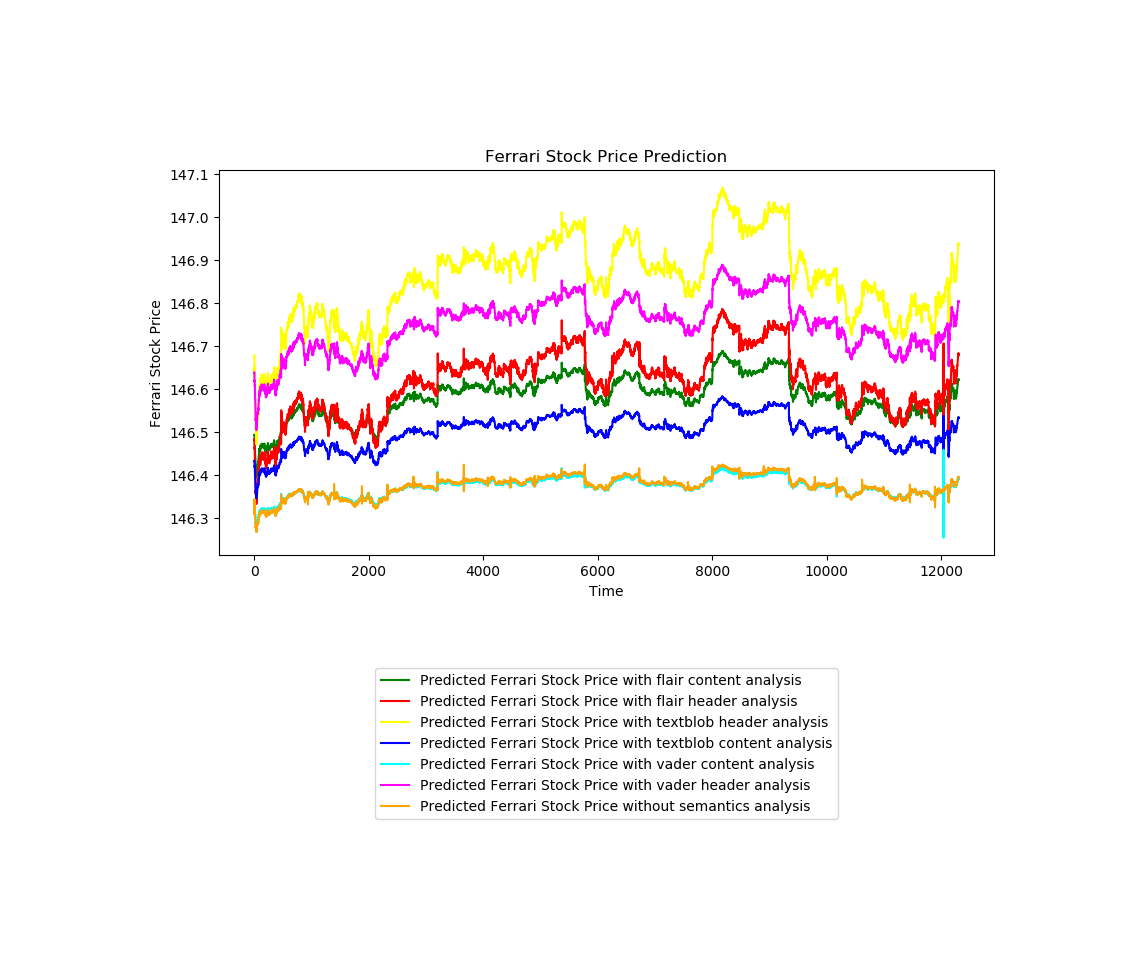 Ferrari Stock Price Prediction
147.1
147.0
146.9
146.8
146.7
146.6
146.5
146.4
146.3
Ferrari Stock Price
0 2000 4000 6000 8000 10000 12000
Time
Predicted Ferrari Stock Price with flair content analysis
Predicted Ferrari Stock Price with flair header analysis
Predicted Ferrari Stock Price with textblob header analysis
Predicted Ferrari Stock Price with textblob content analysis
Predicted Ferrari Stock Price with vader content analysis
Predicted Ferrari Stock Price with vader header analysis
Predicted Ferrari Stock Price without semantics analysis